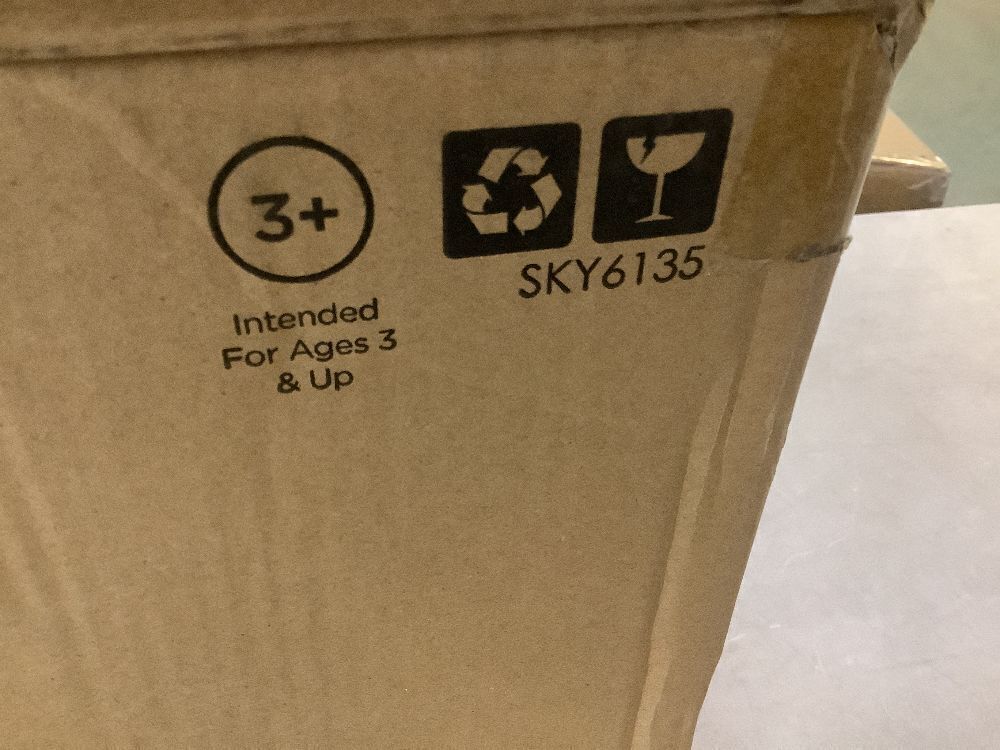 3+
Intended
For Ages 3
& Up
SKY6135